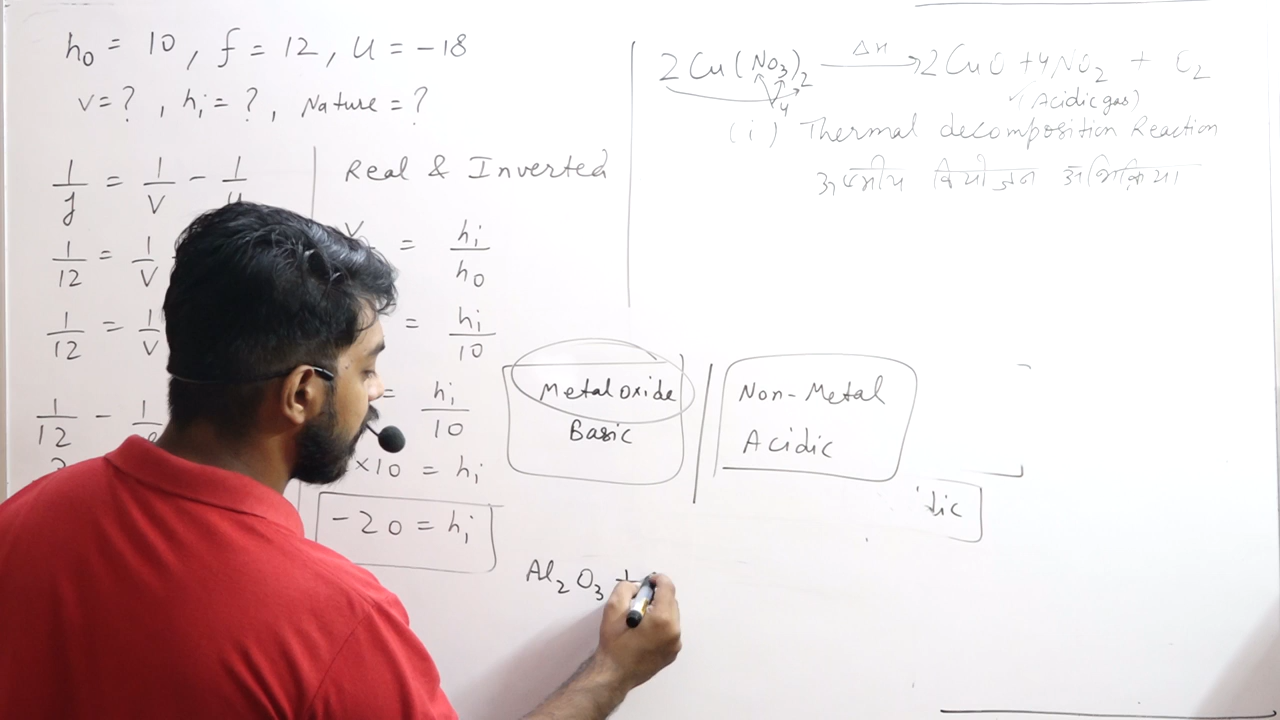 h₀ = 10 , f = 12 , u = -18
v = ? , hᵢ = ? , Nature = ?
1/f = 1/v - 1/u
1/12 = 1/v
1/12 = 1/v
1/12 - 1/
Real & Inverted
v = hᵢ/h₀
= hᵢ/10
= hᵢ/10
×10 = hᵢ
-20 = hᵢ
2Cu(No₃)₂ —ΔH→ 2CuO + 4NO₂ + O₂
4
(Acidic gas)
(i) Thermal decomposition Reaction
वियोजन अभिक्रिया
Metal oxide
Basic
Non-Metal
Acidic
dic
Al₂O₃ +